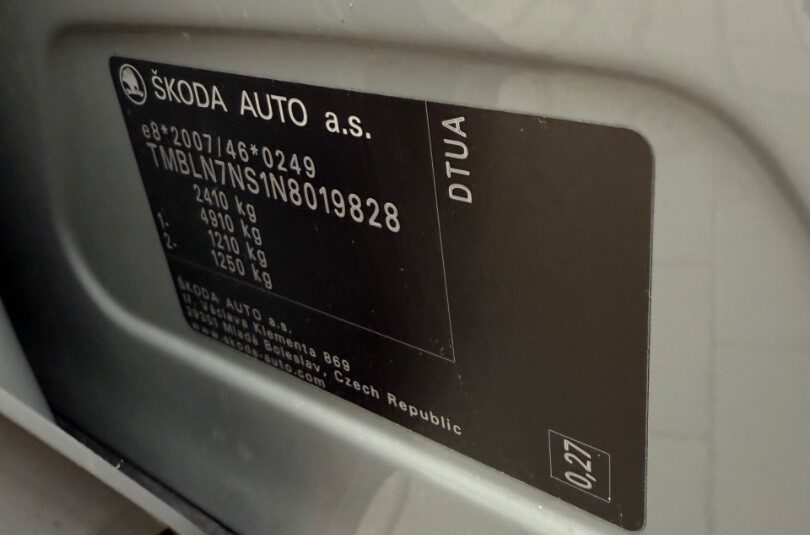 ŠKODA AUTO a.s.
e8*2007/46*0249
TMBLN7NS1N8019828
2410 kg
4910 kg
1. 1210 kg
2. 1250 kg
ŠKODA AUTO a.s.
tř. Václava Klementa 869
29301 Mladá Boleslav, Czech Republic
www.skoda-auto.com
DTUA
0,27